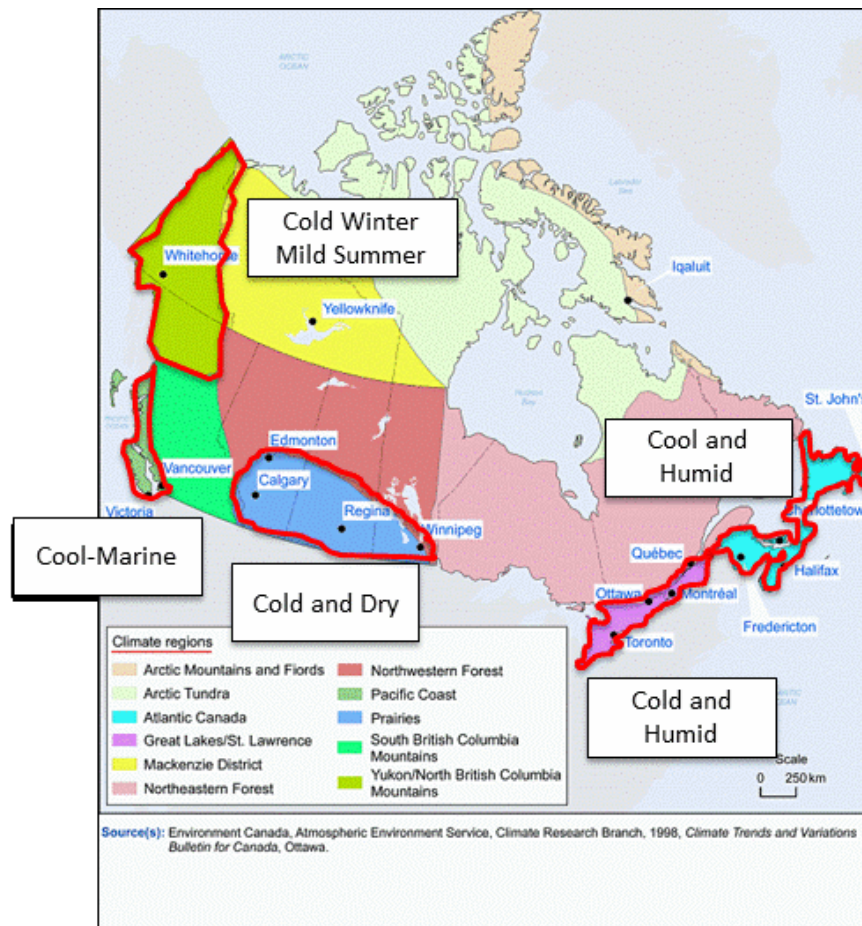 ARCTIC
OCEAN
Labrador
Sea
Cold Winter
Mild Summer
Whitehorse
Iqaluit
Yellowknife
PACIFIC
OCEAN
Hudson
Bay
St. John's
Cool and
Humid
Edmonton
Vancouver
Calgary
Charlottetow
Victoria
Regina
Winnipeg
Cool-Marine
Québec
Halifax
Cold and Dry
Ottawa
Montréal
Fredericton
Toronto
Climate regions
Arctic Mountains and Fiords
Arctic Tundra
Atlantic Canada
Great Lakes/St. Lawrence
Mackenzie District
Northeastern Forest
Northwestern Forest
Pacific Coast
Prairies
South British Columbia
Mountains
Yukon/North British Columbia
Mountains
Cold and
Humid
ANTIC
AN
Scale
0 250 km
Source(s): Environment Canada, Atmospheric Environment Service, Climate Research Branch, 1998, Climate Trends and Variations
Bulletin for Canada, Ottawa.